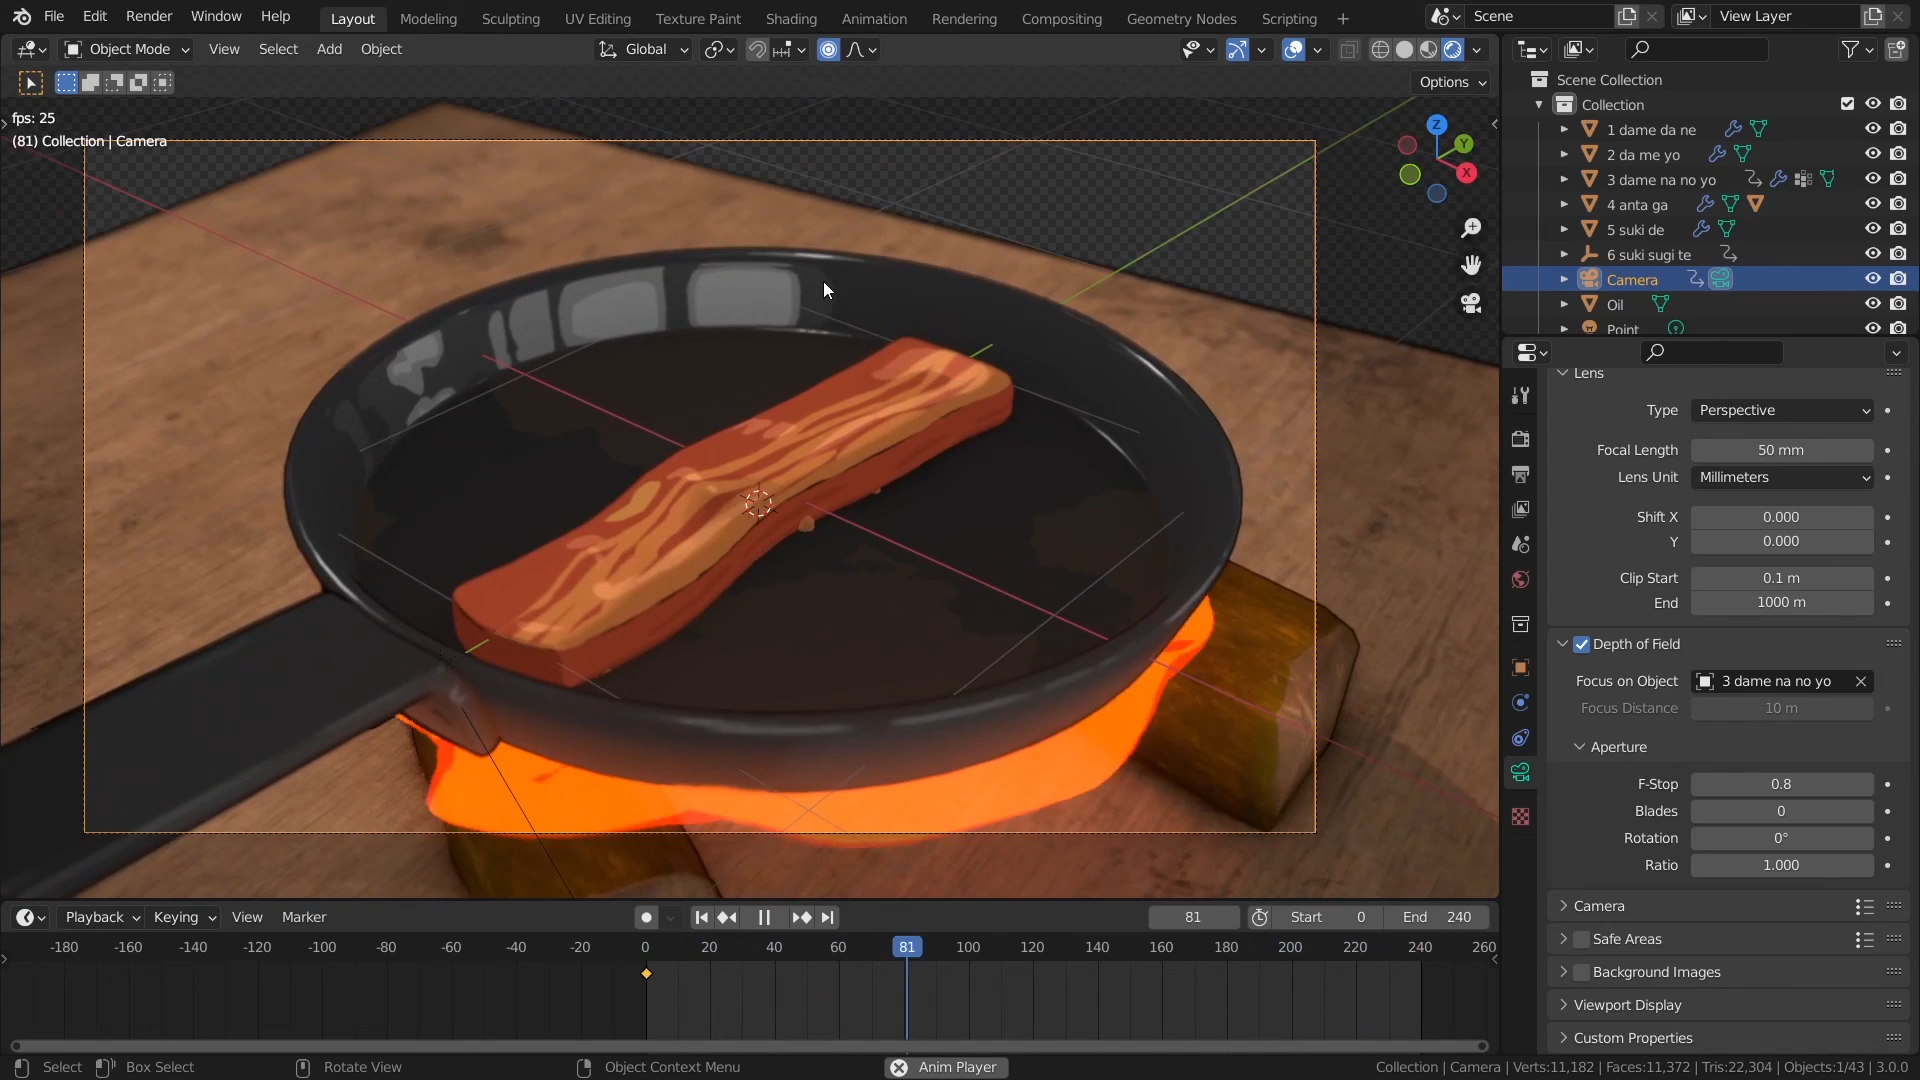 File Edit Render Window Help Layout Modeling Sculpting UV Editing Texture Paint Shading Animation Rendering Compositing Geometry Nodes Scripting Scene View Layer
Object Mode View Select Add Object Global
Options
fps: 25
(81) Collection | Camera
Z
Y
X
Scene Collection
Collection
1 dame da ne
2 da me yo
3 dame na no yo
4 anta ga
5 suki de
6 suki sugi te
Camera
Oil
Point
Lens
Type Perspective
Focal Length 50 mm
Lens Unit Millimeters
Shift X 0.000
Y 0.000
Clip Start 0.1 m
End 1000 m
Depth of Field
Focus on Object 3 dame na no yo
Focus Distance 10 m
Aperture
F-Stop 0.8
Blades 0
Rotation 0°
Ratio 1.000
Camera
Safe Areas
Background Images
Viewport Display
Custom Properties
Playback Keying View Marker 81 Start 0 End 240
-180 -160 -140 -120 -100 -80 -60 -40 -20 0 20 40 60 81 100 120 140 160 180 200 220 240 260
Select Box Select Rotate View Object Context Menu Anim Player Collection | Camera | Verts:11,182 | Faces:11,372 | Tris:22,304 | Objects:1/43 | 3.0.0